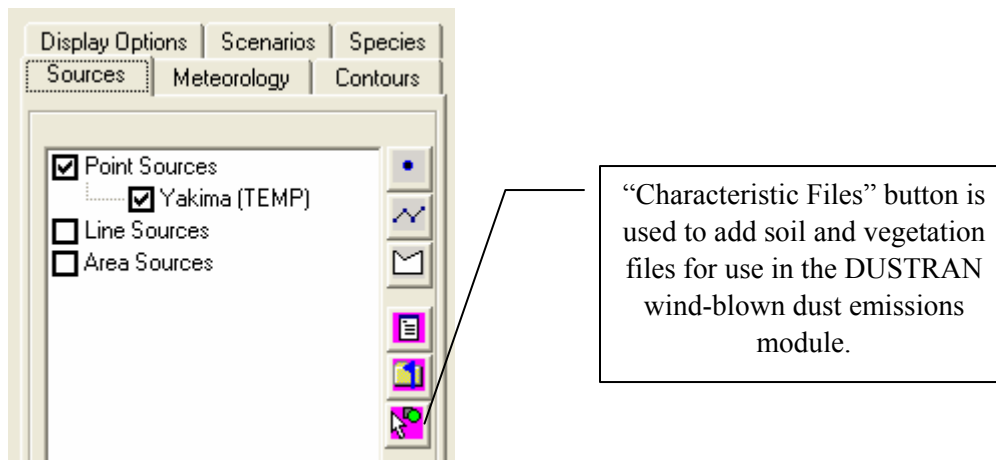 Display Options Scenarios Species
Sources Meteorology Contours
Point Sources
Yakima (TEMP)
Line Sources
Area Sources
“Characteristic Files” button is
used to add soil and vegetation
files for use in the DUSTRAN
wind-blown dust emissions
module.